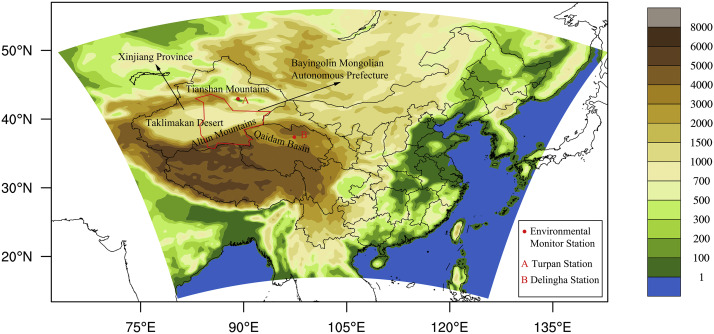 50°N
40°N
30°N
20°N
75°E
90°E
105°E
120°E
135°E
Xinjiang Province
Bayingolin Mongolian
Autonomous Prefecture
Tianshan Mountains
A
Taklimakan Desert
Altun Mountains
Qaidam Basin
B
Environmental
Monitor Station
A Turpan Station
B Delingha Station
8000
6000
5000
4000
3000
2000
1500
1000
700
500
300
200
100
1